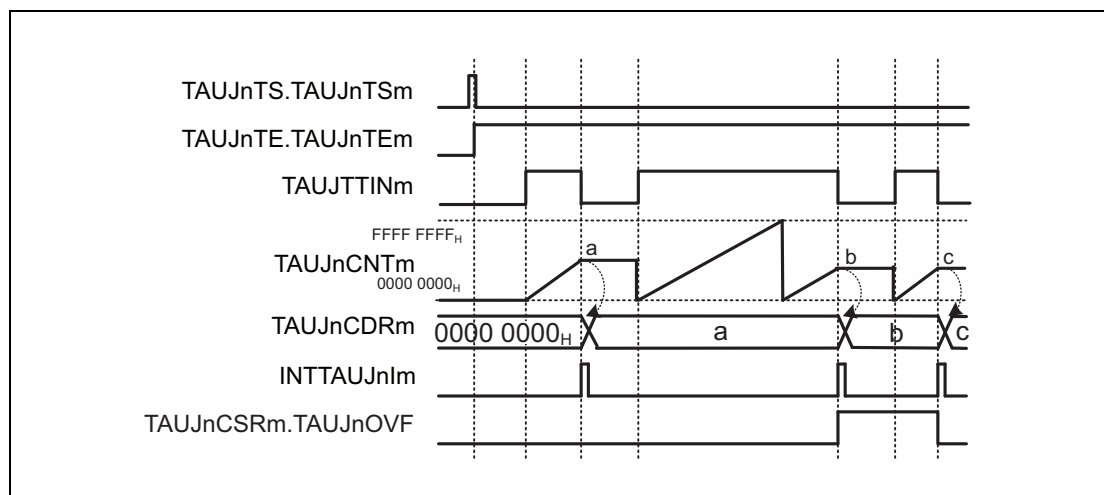 TAUJnTS.TAUJnTSm
TAUJnTE.TAUJnTEm
TAUJTTINm
FFFF FFFFH
TAUJnCNTm
0000 0000H
a
b
c
TAUJnCDRm
0000 0000H
a
b
c
INTTAUJnIm
TAUJnCSRm.TAUJnOVF